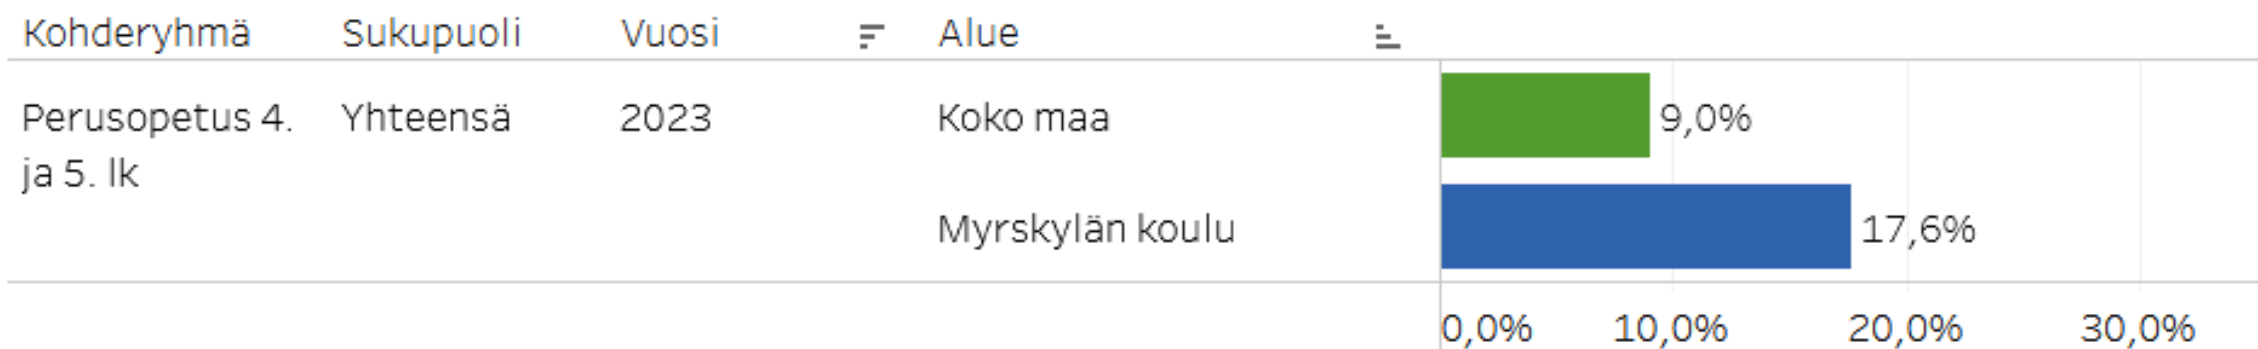 Kohderyhmä Sukupuoli Vuosi Alue
Perusopetus 4. Yhteensä 2023 Koko maa 9,0%
ja 5. lk
Myrskylän koulu 17,6%
0,0% 10,0% 20,0% 30,0%